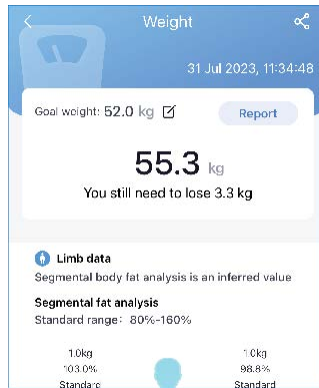 Weight
31 Jul 2023, 11:34:48
Goal weight: 52.0 kg
Report
55.3 kg
You still need to lose 3.3 kg
Limb data
Segmental body fat analysis is an inferred value
Segmental fat analysis
Standard range: 80%-160%
1.0kg 1.0kg
103.0% 98.8%
Standard Standard